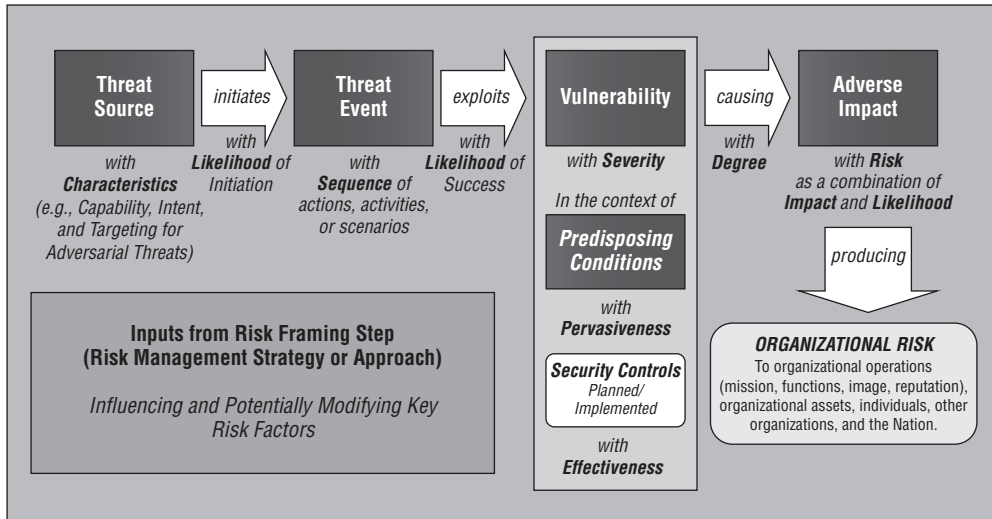 Threat
Source
initiates
Threat
Event
exploits
Vulnerability
causing
Adverse
Impact
with
Characteristics
(e.g., Capability, Intent,
and Targeting for
Adversarial Threats)
with
Likelihood of
Initiation
with
Sequence of
actions, activities,
or scenarios
with
Likelihood of
Success
with Severity
In the context of
Predisposing
Conditions
with
Pervasiveness
Security Controls
Planned/
Implemented
with
Effectiveness
with
Degree
with Risk
as a combination of
Impact and Likelihood
producing
ORGANIZATIONAL RISK
To organizational operations
(mission, functions, image, reputation),
organizational assets, individuals, other
organizations, and the Nation.
Inputs from Risk Framing Step
(Risk Management Strategy or Approach)
Influencing and Potentially Modifying Key
Risk Factors